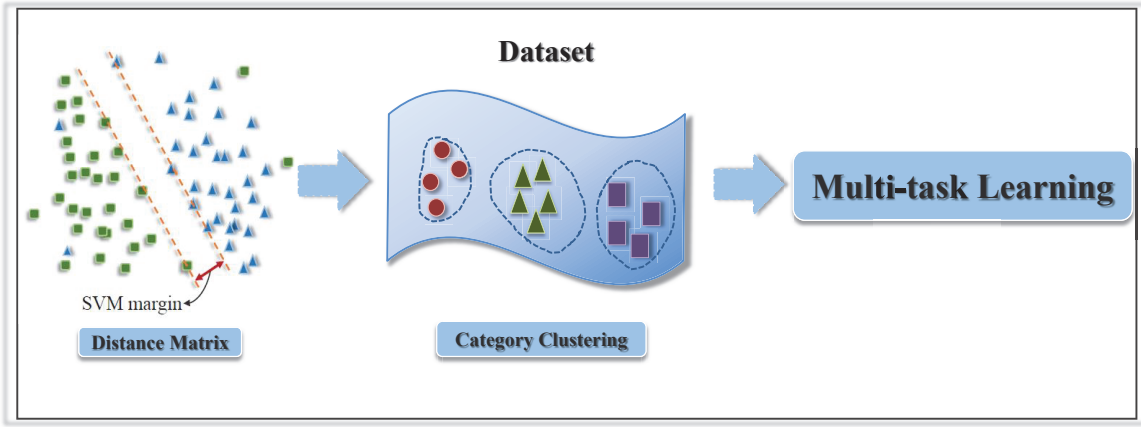 Dataset
SVM margin
Distance Matrix
Category Clustering
Multi-task Learning